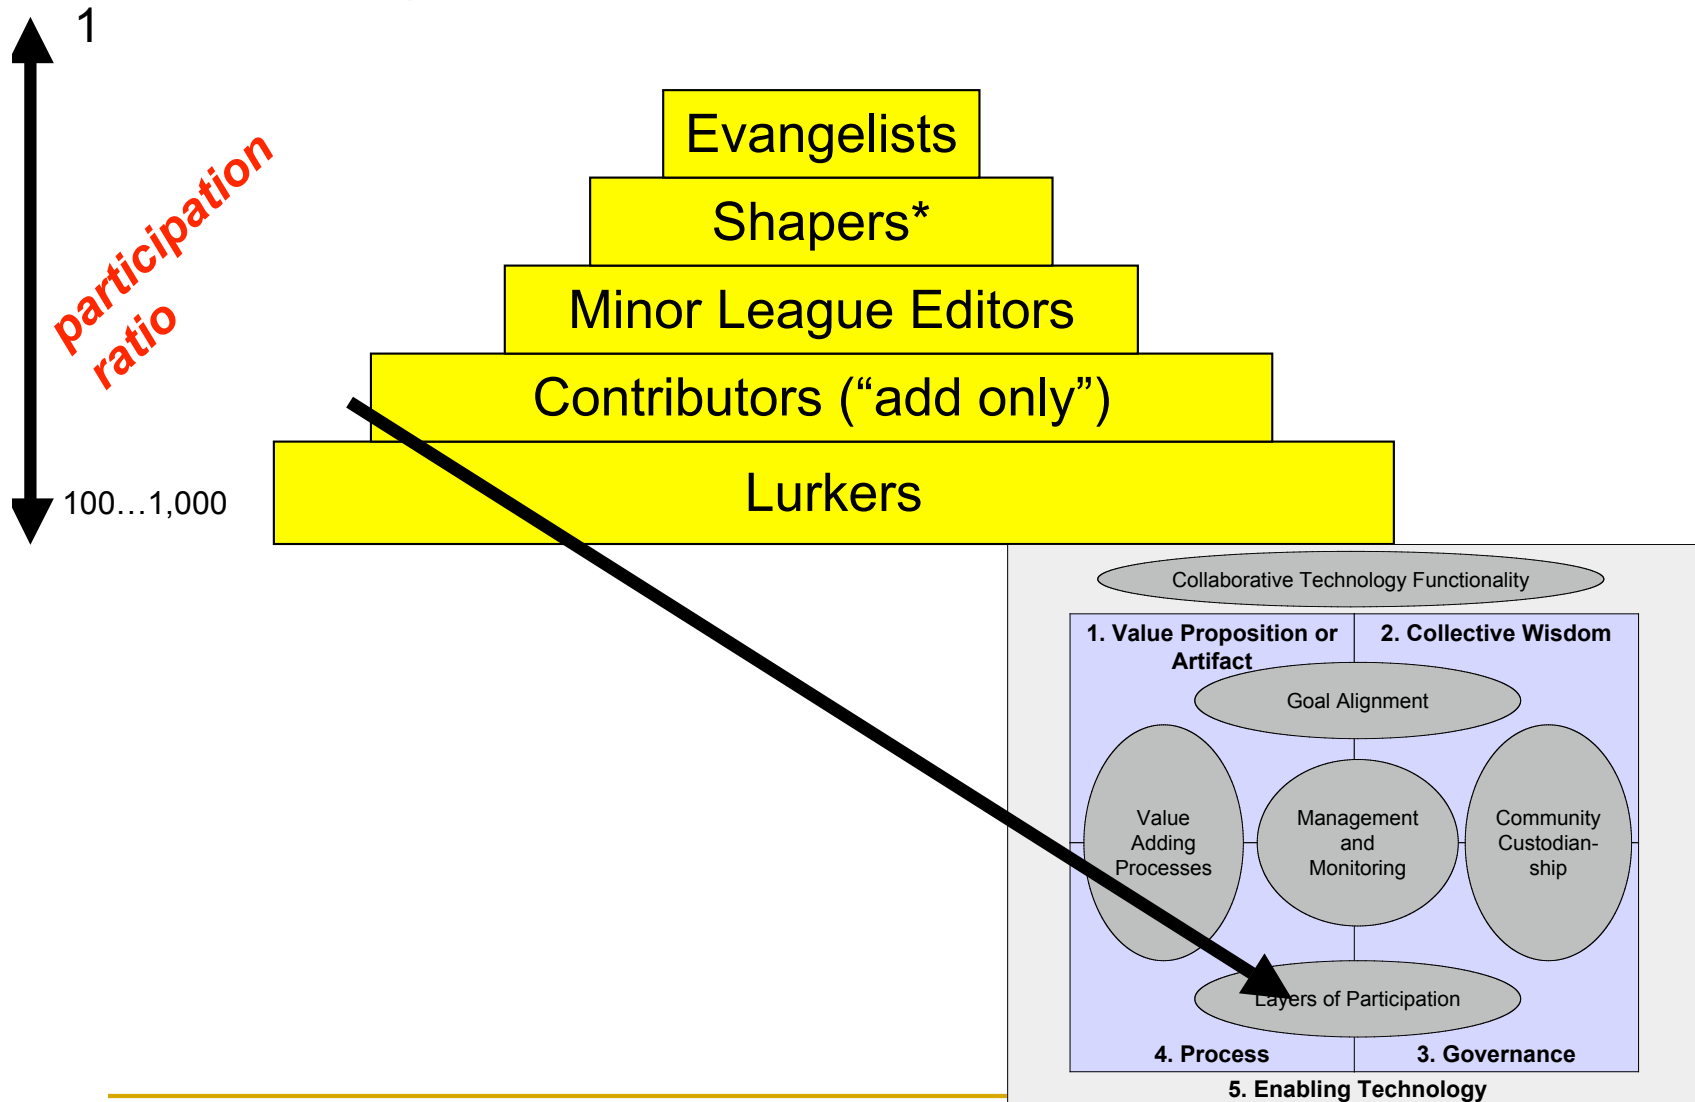 1
participation
ratio
100…1,000
Evangelists
Shapers*
Minor League Editors
Contributors (“add only”)
Lurkers
Collaborative Technology Functionality
1. Value Proposition or
Artifact
2. Collective Wisdom
Goal Alignment
Value
Adding
Processes
Management
and
Monitoring
Community
Custodian-
ship
Layers of Participation
4. Process
3. Governance
5. Enabling Technology